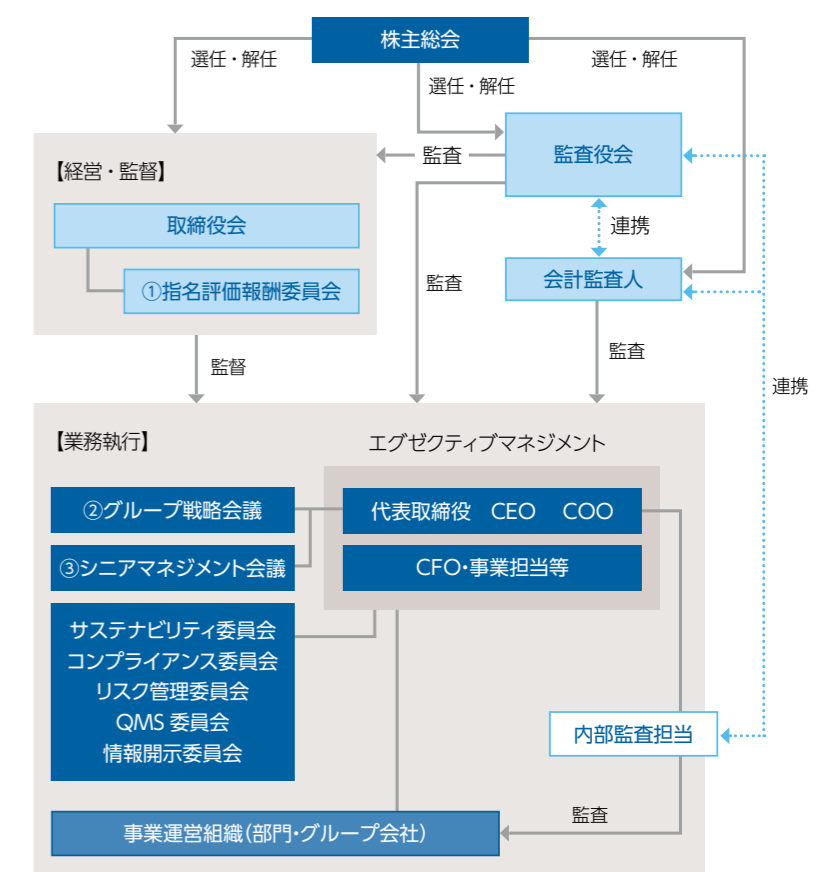 株主総会
選任・解任
選任・解任
選任・解任
監査役会
監査
【経営・監督】
取締役会
①指名評価報酬委員会
連携
会計監査人
監査
監査
監督
連携
【業務執行】
エグゼクティブマネジメント
②グループ戦略会議
代表取締役 CEO COO
③シニアマネジメント会議
CFO・事業担当等
サステナビリティ委員会
コンプライアンス委員会
リスク管理委員会
QMS 委員会
情報開示委員会
内部監査担当
監査
事業運営組織(部門・グループ会社)